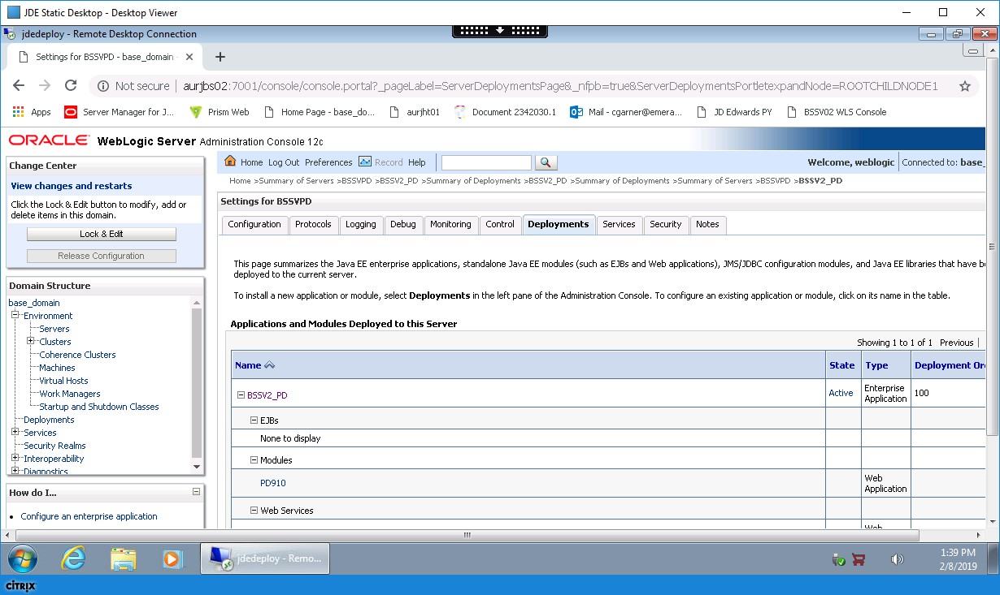 JDE Static Desktop - Desktop Viewer
jdedeploy - Remote Desktop Connection
Settings for BSSVPD - base_domain -
Not secure | aurjbs02:7001/console/console.portal?_pageLabel=ServerDeploymentsPage&_nfpb=true&ServerDeploymentsPortletexpandNode=ROOTCHILDNODE1
Apps Server Manager for J... Prism Web Home Page - base_do... aurjht01 Document 2342030.1 Mail - cgarner@emera... JD Edwards PY BSSV02 WLS Console
ORACLE WebLogic Server Administration Console 12c
Change Center
View changes and restarts
Click the Lock & Edit button to modify, add or
delete items in this domain.
Lock & Edit
Release Configuration
Domain Structure
base_domain
Environment
Servers
Clusters
Coherence Clusters
Machines
Virtual Hosts
Work Managers
Startup and Shutdown Classes
Deployments
Services
Security Realms
Interoperability
Diagnostics
How do I...
Configure an enterprise application
Home Log Out Preferences Record Help
Welcome, weblogic Connected to: base_
Home >Summary of Servers >BSSVPD >BSSV2_PD >Summary of Deployments >BSSV2_PD >Summary of Deployments >Summary of Servers >BSSVPD >BSSV2_PD
Settings for BSSVPD
Configuration Protocols Logging Debug Monitoring Control Deployments Services Security Notes
This page summarizes the Java EE enterprise applications, standalone Java EE modules (such as EJBs and Web applications), JMS/JDBC configuration modules, and Java EE libraries that have be
deployed to the current server.
To install a new application or module, select Deployments in the left pane of the Administration Console. To configure an existing application or module, click on its name in the table.
Applications and Modules Deployed to this Server
Showing 1 to 1 of 1 Previous
Name State Type Deployment Or
BSSV2_PD Active Enterprise Application 100
EJBs
None to display
Modules
PD910 Web Application
Web Services
Web
jdedeploy - Remo...
1:39 PM
2/8/2019
CITRIX